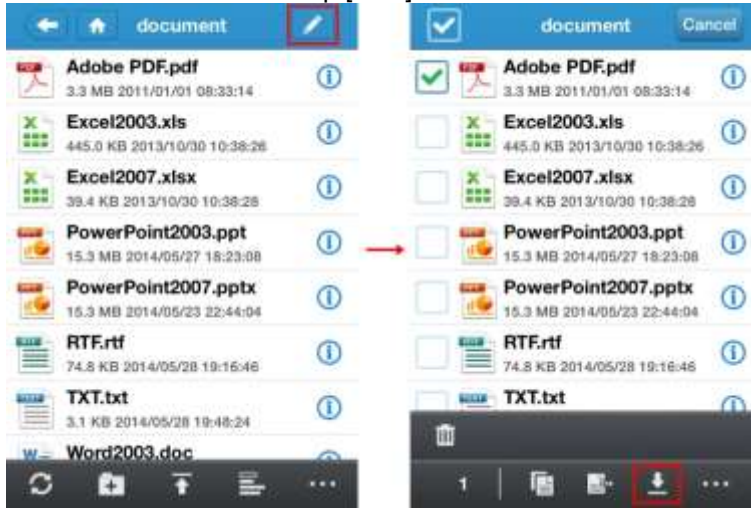 document
Adobe PDF.pdf
3.3 MB 2011/01/01 08:33:14
Excel2003.xls
445.0 KB 2013/10/30 10:38:26
Excel2007.xlsx
39.4 KB 2013/10/30 10:38:28
PowerPoint2003.ppt
15.3 MB 2014/05/27 18:23:08
PowerPoint2007.pptx
15.3 MB 2014/05/23 22:44:04
RTF.rtf
74.8 KB 2014/05/28 19:16:46
TXT.txt
3.1 KB 2014/05/28 19:48:24
Word2003.doc
document
Cancel
Adobe PDF.pdf
3.3 MB 2011/01/01 08:33:14
Excel2003.xls
445.0 KB 2013/10/30 10:38:26
Excel2007.xlsx
39.4 KB 2013/10/30 10:38:28
PowerPoint2003.ppt
15.3 MB 2014/05/27 18:23:08
PowerPoint2007.pptx
15.3 MB 2014/05/23 22:44:04
RTF.rtf
74.8 KB 2014/05/28 19:16:46
TXT.txt
1